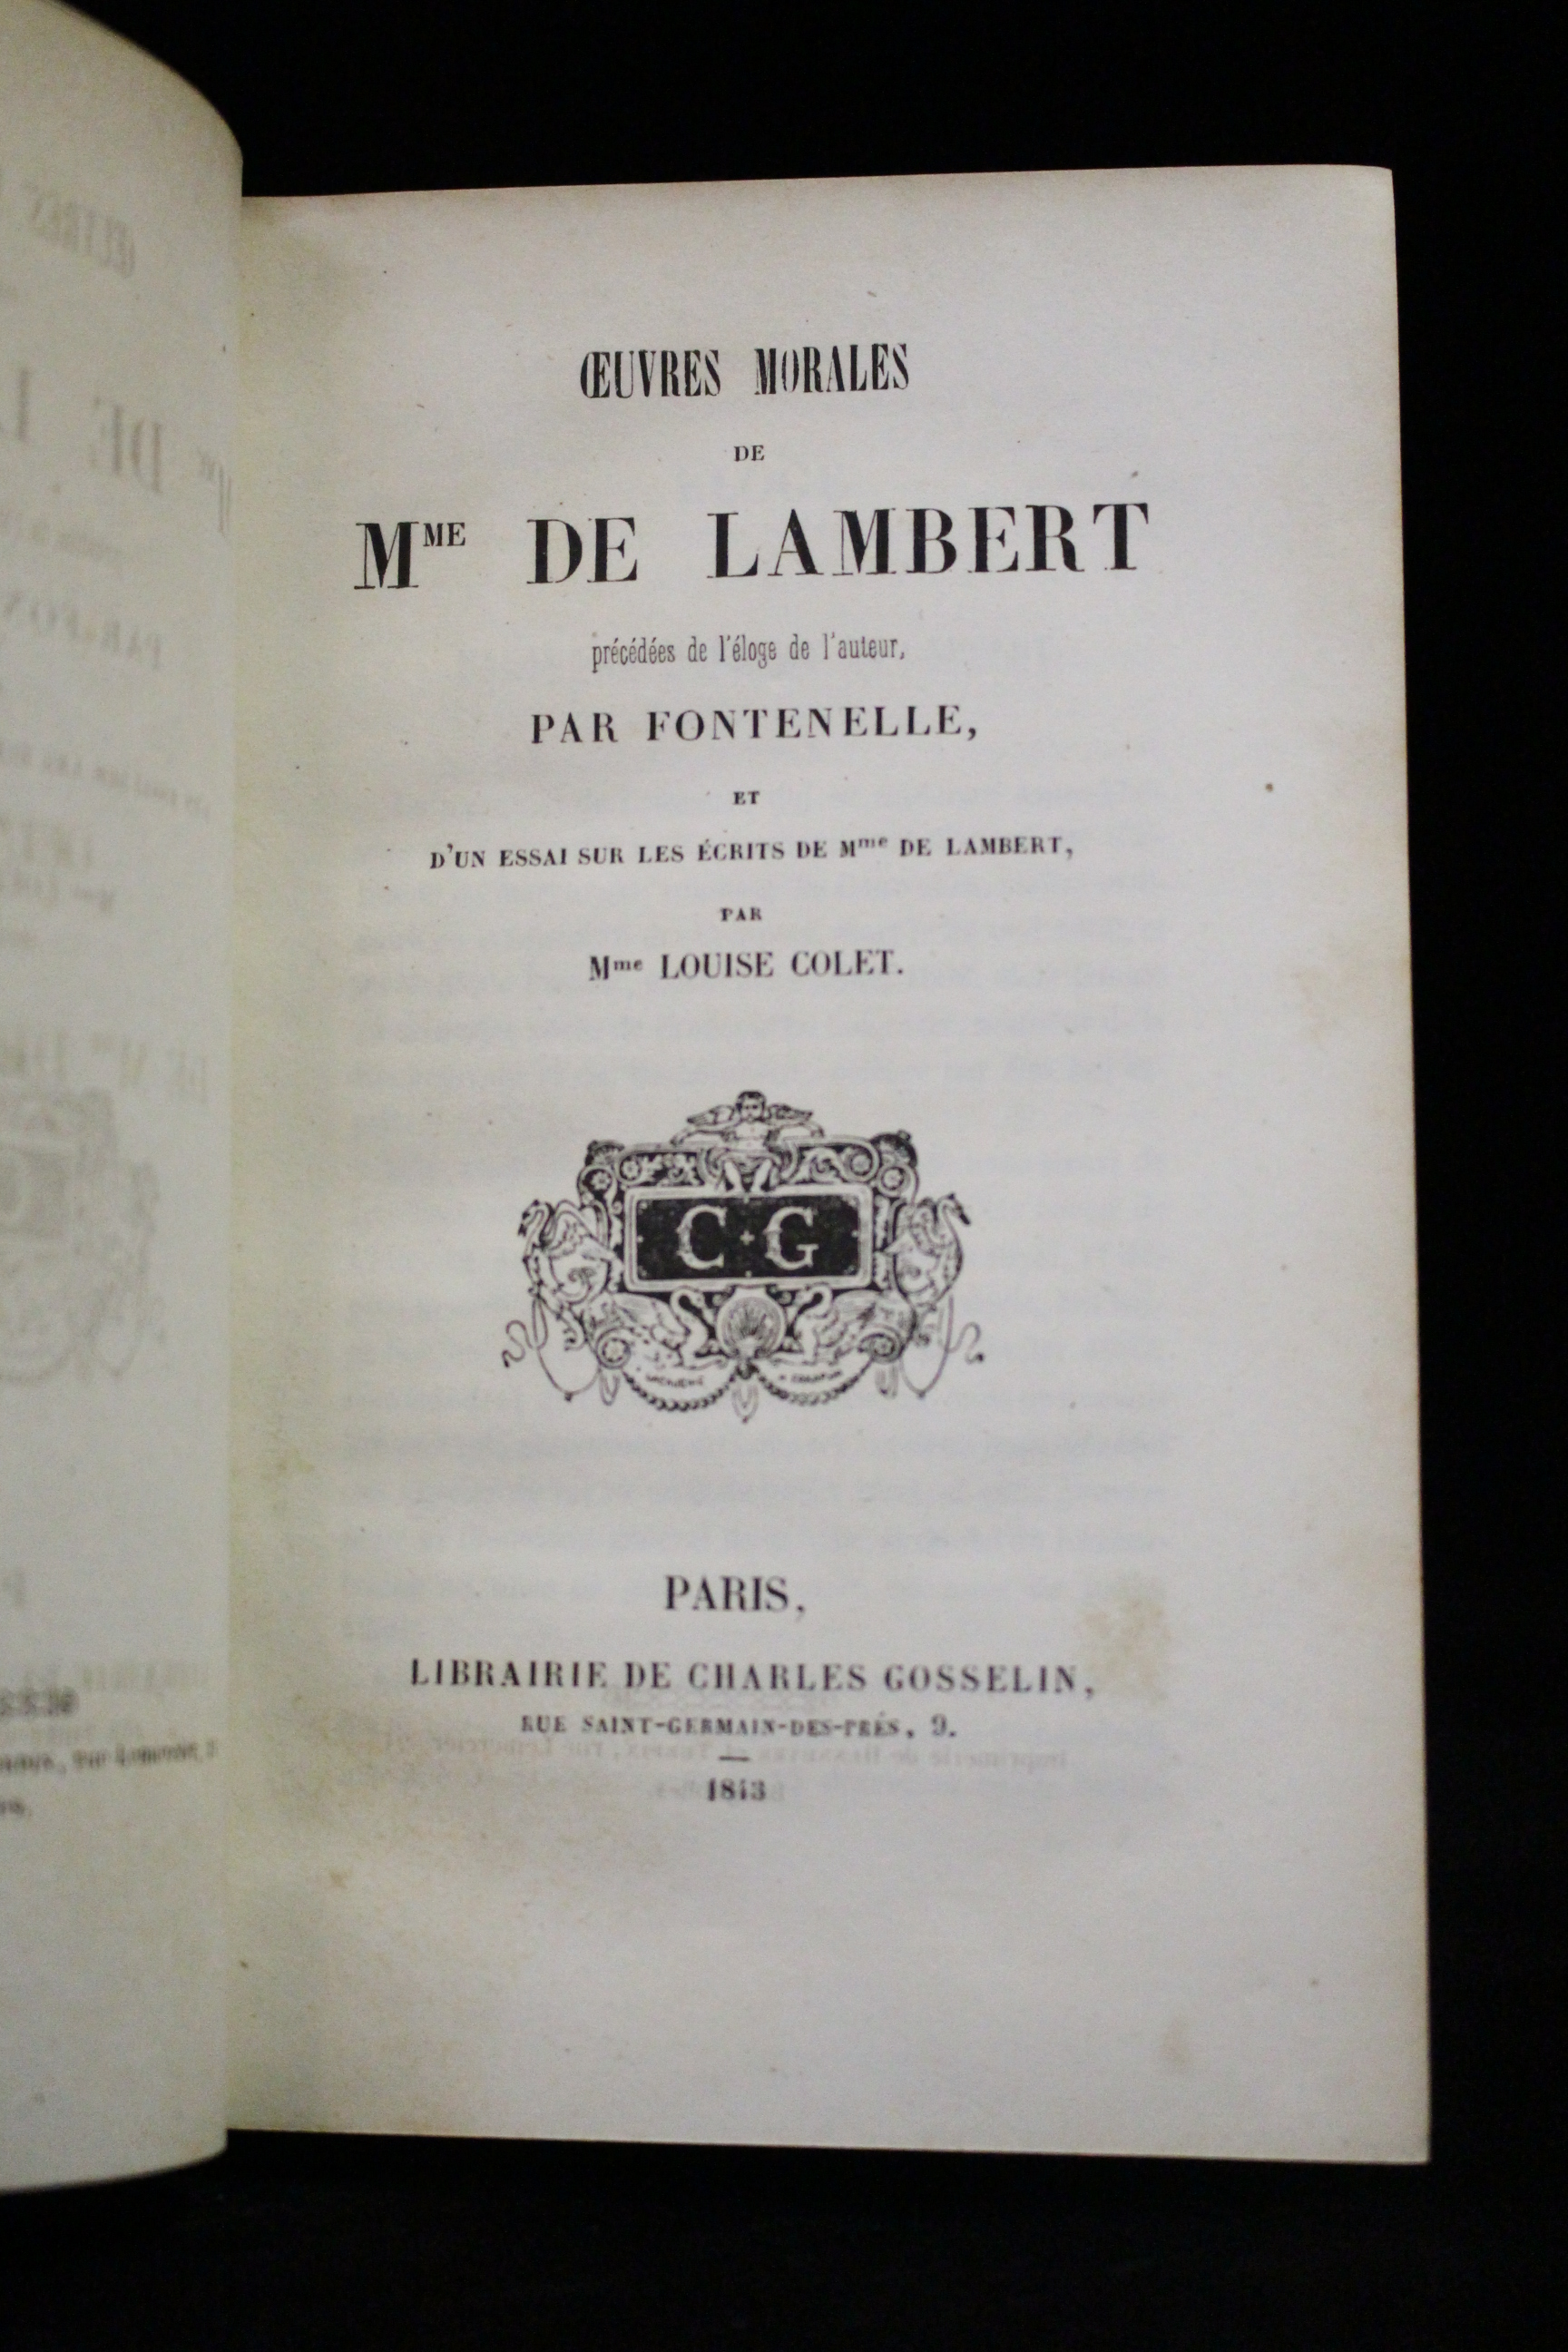 ŒUVRES MORALES
DE
MME DE LAMBERT
précédées de l'éloge de l'auteur,
PAR FONTENELLE,
ET
D'UN ESSAI SUR LES ÉCRITS DE Mme DE LAMBERT,
PAR
Mme LOUISE COLET.
C G
PARIS,
LIBRAIRIE DE CHARLES GOSSELIN,
RUE SAINT-GERMAIN-DES-PRÉS, 9.
1843